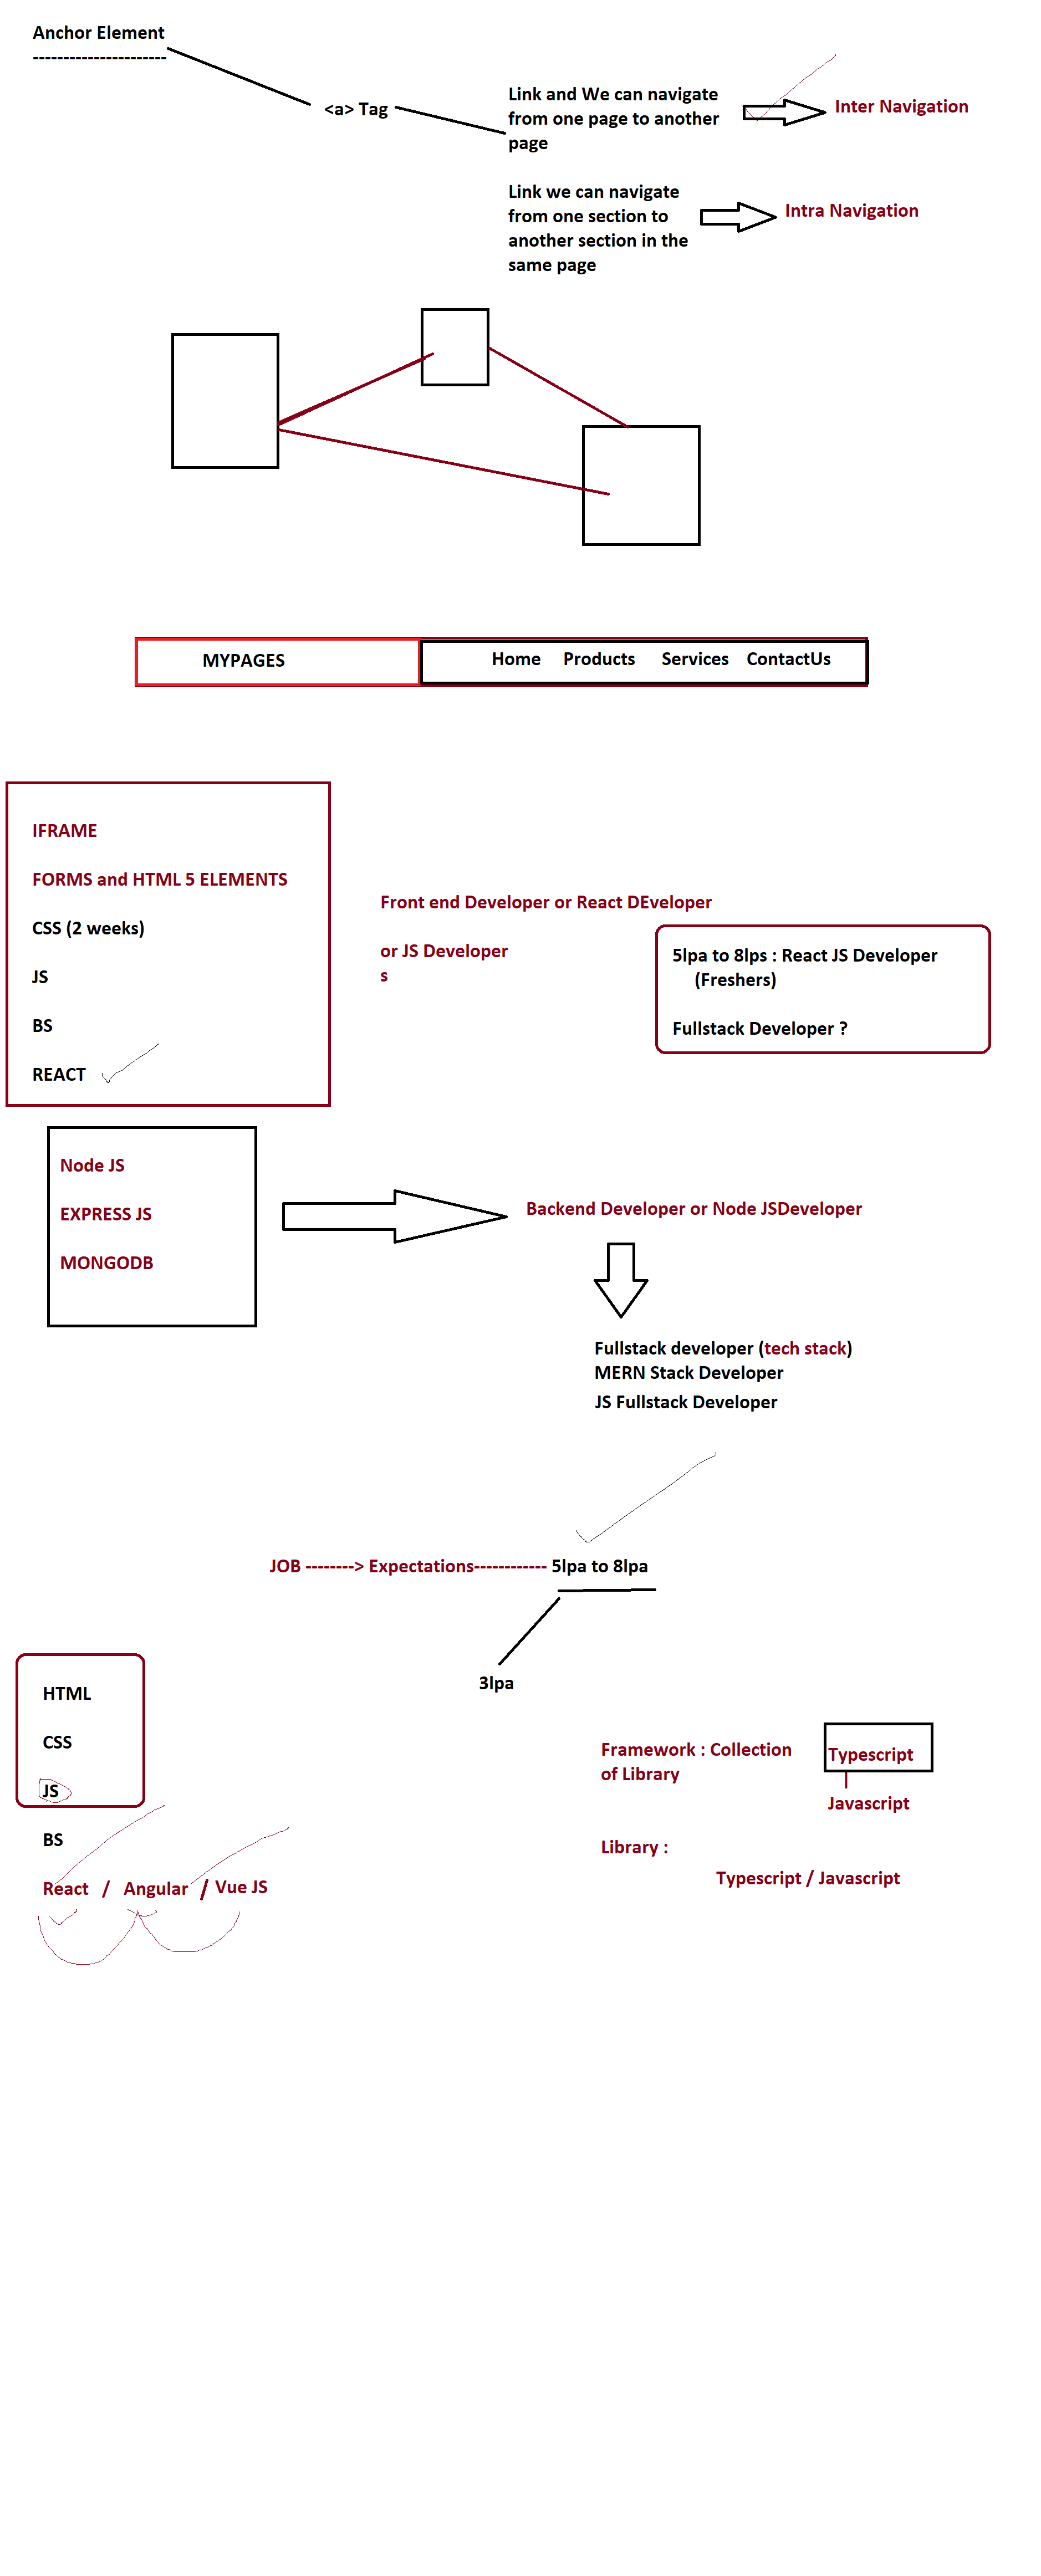 Anchor Element
----------------------
<a> Tag
Link and We can navigate
from one page to another
page
Inter Navigation
Link we can navigate
from one section to
another section in the
same page
Intra Navigation
MYPAGES
Home Products Services ContactUs
IFRAME
FORMS and HTML 5 ELEMENTS
CSS (2 weeks)
JS
BS
REACT
Front end Developer or React DEveloper
or JS Developer
s
5lpa to 8lps : React JS Developer
(Freshers)
Fullstack Developer ?
Node JS
EXPRESS JS
MONGODB
Backend Developer or Node JSDeveloper
Fullstack developer (tech stack)
MERN Stack Developer
JS Fullstack Developer
JOB --------> Expectations------------ 5lpa to 8lpa
3lpa
HTML
CSS
JS
BS
React / Angular / Vue JS
Framework : Collection
of Library
Typescript
Javascript
Library :
Typescript / Javascript